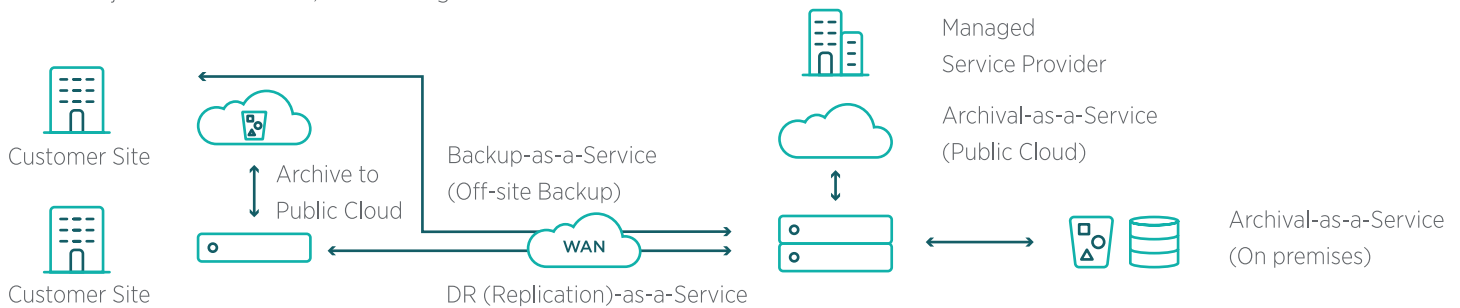 Managed
Service Provider
Customer Site
Archive to
Public Cloud
Backup-as-a-Service
(Off-site Backup)
Archival-as-a-Service
(Public Cloud)
Customer Site
WAN
DR (Replication)-as-a-Service
Archival-as-a-Service
(On premises)